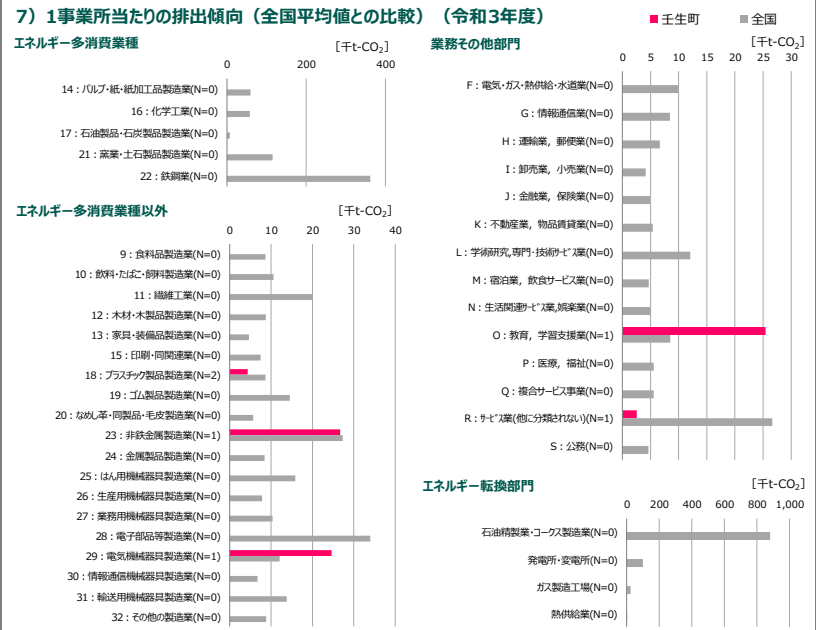 7）1事業所当たりの排出傾向（全国平均値との比較）（令和3年度）
壬生町 全国
エネルギー多消費業種
［千t-CO2］
0 200 400
14：パルプ・紙・紙加工品製造業(N=0)
16：化学工業(N=0)
17：石油製品・石炭製品製造業(N=0)
21：窯業・土石製品製造業(N=0)
22：鉄鋼業(N=0)
エネルギー多消費業種以外
［千t-CO2］
0 10 20 30 40
9：食料品製造業(N=0)
10：飲料・たばこ・飼料製造業(N=0)
11：繊維工業(N=0)
12：木材・木製品製造業(N=0)
13：家具・装備品製造業(N=0)
15：印刷・同関連業(N=0)
18：プラスチック製品製造業(N=2)
19：ゴム製品製造業(N=0)
20：なめし革・同製品・毛皮製造業(N=0)
23：非鉄金属製造業(N=1)
24：金属製品製造業(N=0)
25：はん用機械器具製造業(N=0)
26：生産用機械器具製造業(N=0)
27：業務用機械器具製造業(N=0)
28：電子部品等製造業(N=0)
29：電気機械器具製造業(N=1)
30：情報通信機械器具製造業(N=0)
31：輸送用機械器具製造業(N=0)
32：その他の製造業(N=0)
業務その他部門
［千t-CO2］
0 5 10 15 20 25 30
F：電気・ガス・熱供給・水道業(N=0)
G：情報通信業(N=0)
H：運輸業，郵便業(N=0)
I：卸売業，小売業(N=0)
J：金融業，保険業(N=0)
K：不動産業，物品賃貸業(N=0)
L：学術研究,専門・技術ｻｰﾋﾞｽ業(N=0)
M：宿泊業，飲食サービス業(N=0)
N：生活関連ｻｰﾋﾞｽ業,娯楽業(N=0)
O：教育，学習支援業(N=1)
P：医療，福祉(N=0)
Q：複合サービス事業(N=0)
R：ｻｰﾋﾞｽ業(他に分類されない)(N=1)
S：公務(N=0)
エネルギー転換部門
［千t-CO2］
0 200 400 600 800 1,000
石油精製業・コークス製造業(N=0)
発電所・変電所(N=0)
ガス製造工場(N=0)
熱供給業(N=0)